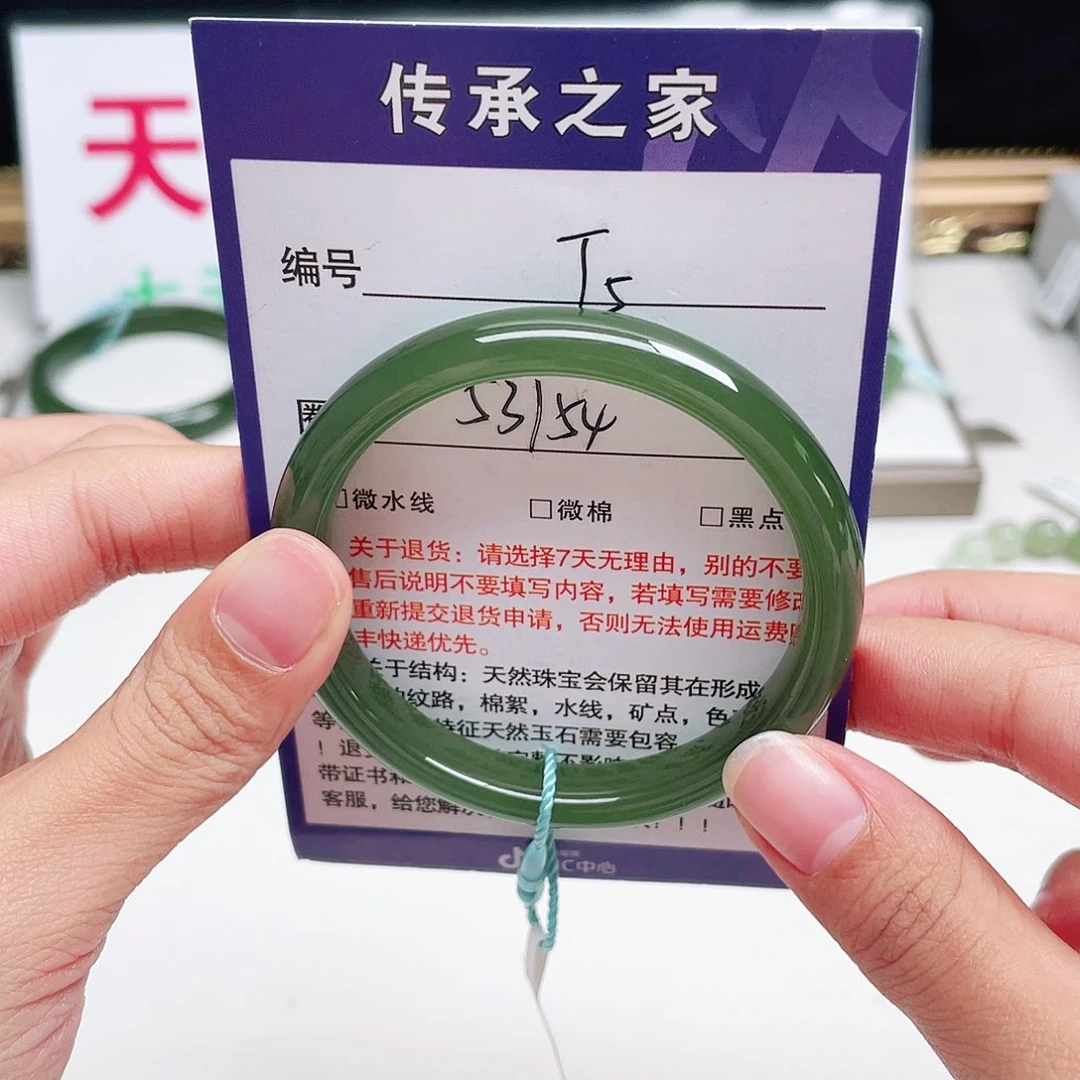 传承之家
天
编号 T5
53/54
□微水线 □微棉 □黑点
关于退货：请选择7天无理由，别的不要
售后说明不要填写内容，若填写需要修改
重新提交退货申请，否则无法使用运费
丰快递优先。
关于结构：天然珠宝会保留其在形成
纹路，棉絮，水线，矿点，色
等 特征天然玉石需要包容
！退
带证书
客服，给您解 ！！！
C中心